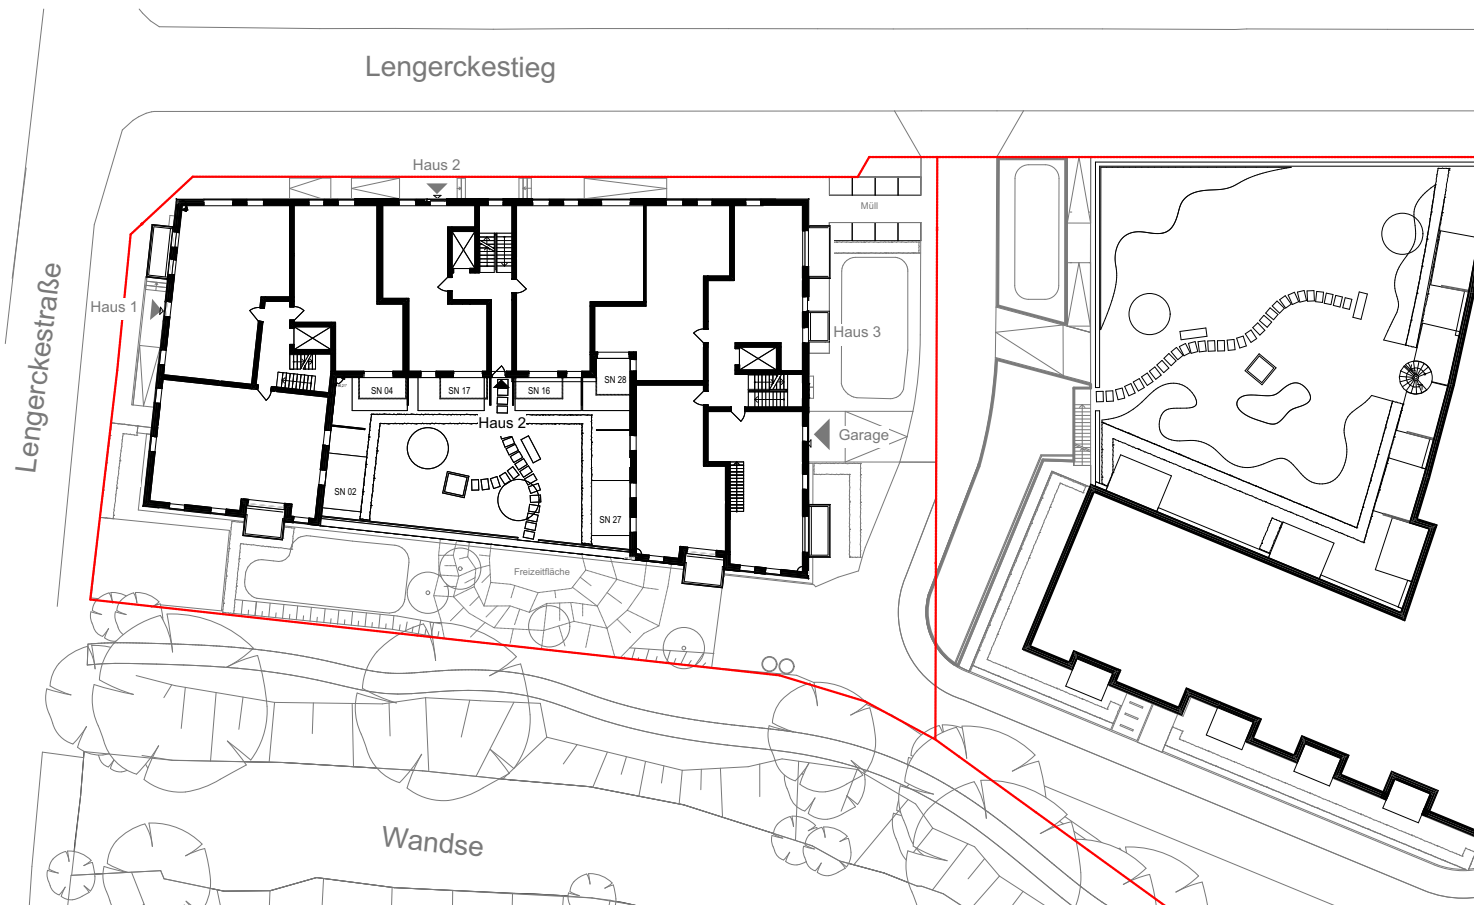 Lengerckestieg
Haus 2
Müll
Lengerckestraße
Haus 1
Haus 3
SN 04
SN 17
SN 16
SN 28
Haus 2
Garage
SN 02
SN 27
Freizeitfläche
Wandse